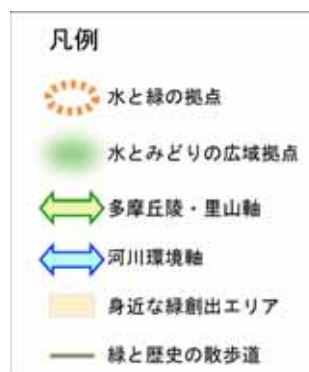 凡例
水と緑の拠点
水とみどりの広域拠点
多摩丘陵・里山軸
河川環境軸
身近な緑創出エリア
緑と歴史の散歩道